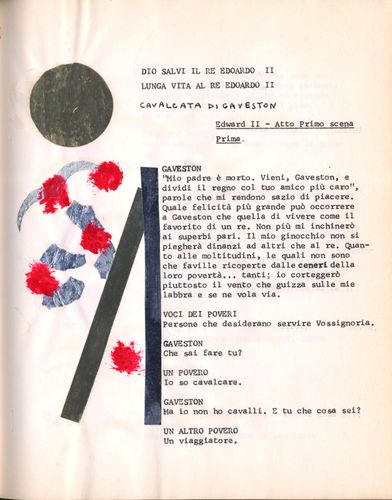 DIO SALVI IL RE EDOARDO II
LUNGA VITA AL RE EDOARDO II
CAVALCATA DI GAVESTON
Edward II - Atto Primo scena
Prima.
GAVESTON
"Mio padre è morto. Vieni, Gaveston, e
dividi il regno col tuo amico più caro",
parole che mi rendono sazio di piacere.
Quale felicità più grande può occorrere
a Gaveston che quella di vivere come il
favorito di un re. Non più mi inchinerò
ai superbi pari. Il mio ginocchio non si
piegherà dinanzi ad altri che al re. Quan-
to alle moltitudini, le quali non sono
che faville ricoperte dalle ceneri della
loro povertà... tanti; io corteggerò
piuttosto il vento che guizza sulle mie
labbra e se ne vola via.
VOCI DEI POVERI
Persone che desiderano servire Vossignoria.
GAVESTON
Che sai fare tu?
UN POVERO
Io so cavalcare.
GAVESTON
Ma io non ho cavalli. E tu che cosa sei?
UN ALTRO POVERO
Un viaggiatore.